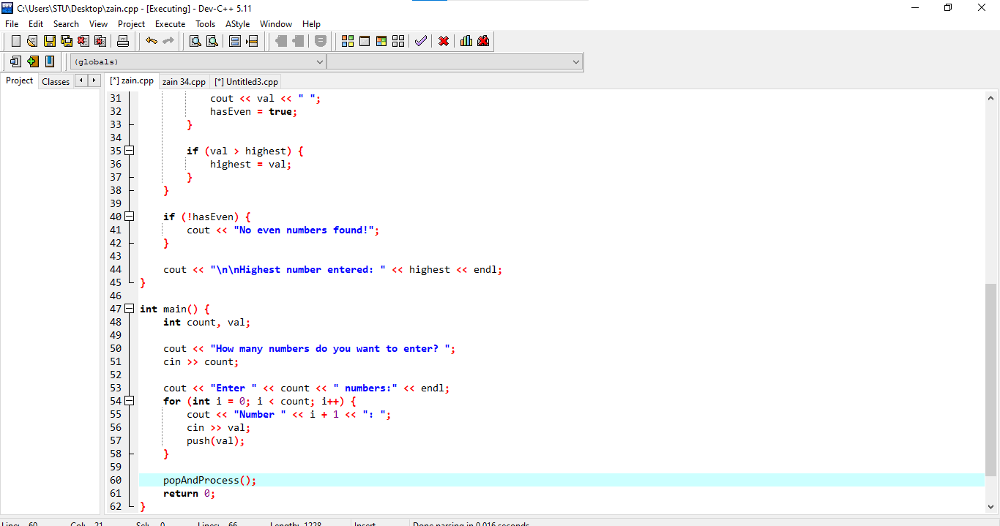 C:\Users\STU\Desktop\zain.cpp - [Executing] - Dev-C++ 5.11
File Edit Search View Project Execute Tools AStyle Window Help
(globals)
Project Classes [*] zain.cpp zain 34.cpp [*] Untitled3.cpp
31 cout << val << " ";
32 hasEven = true;
33 }
34
35 if (val > highest) {
36 highest = val;
37 }
38 }
39
40 if (!hasEven) {
41 cout << "No even numbers found!";
42 }
43
44 cout << "\n\nHighest number entered: " << highest << endl;
45 }
46
47 int main() {
48 int count, val;
49
50 cout << "How many numbers do you want to enter? ";
51 cin >> count;
52
53 cout << "Enter " << count << " numbers:" << endl;
54 for (int i = 0; i < count; i++) {
55 cout << "Number " << i + 1 << ": ";
56 cin >> val;
57 push(val);
58 }
59
60 popAndProcess();
61 return 0;
62 }
Line: 60 Col: 21 Sel: 0 Lines: 66 Length: 1228 Insert Done parsing in 0.016 seconds